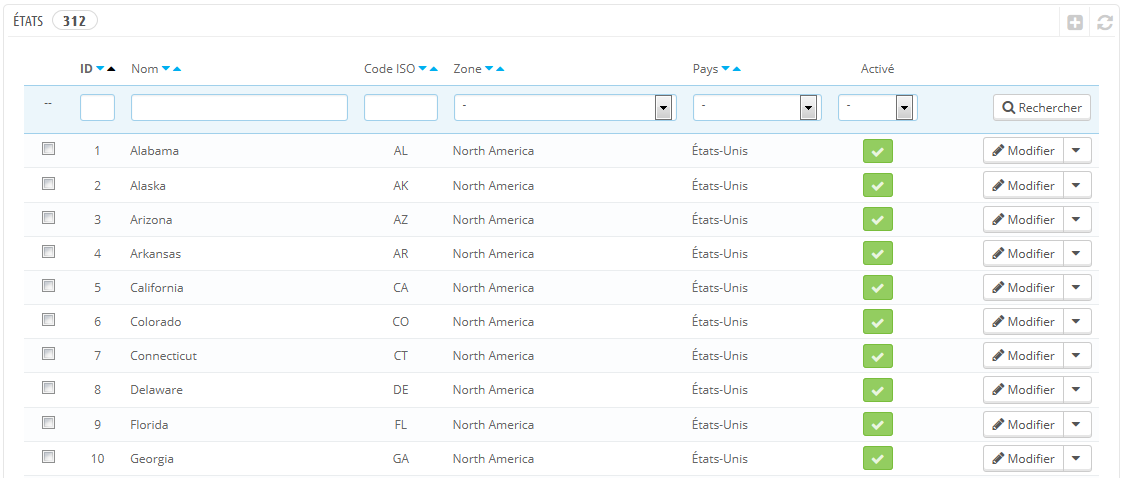 ÉTATS 312
ID Nom Code ISO Zone Pays Activé
-- - - - Rechercher
1 Alabama AL North America États-Unis Modifier
2 Alaska AK North America États-Unis Modifier
3 Arizona AZ North America États-Unis Modifier
4 Arkansas AR North America États-Unis Modifier
5 California CA North America États-Unis Modifier
6 Colorado CO North America États-Unis Modifier
7 Connecticut CT North America États-Unis Modifier
8 Delaware DE North America États-Unis Modifier
9 Florida FL North America États-Unis Modifier
10 Georgia GA North America États-Unis Modifier